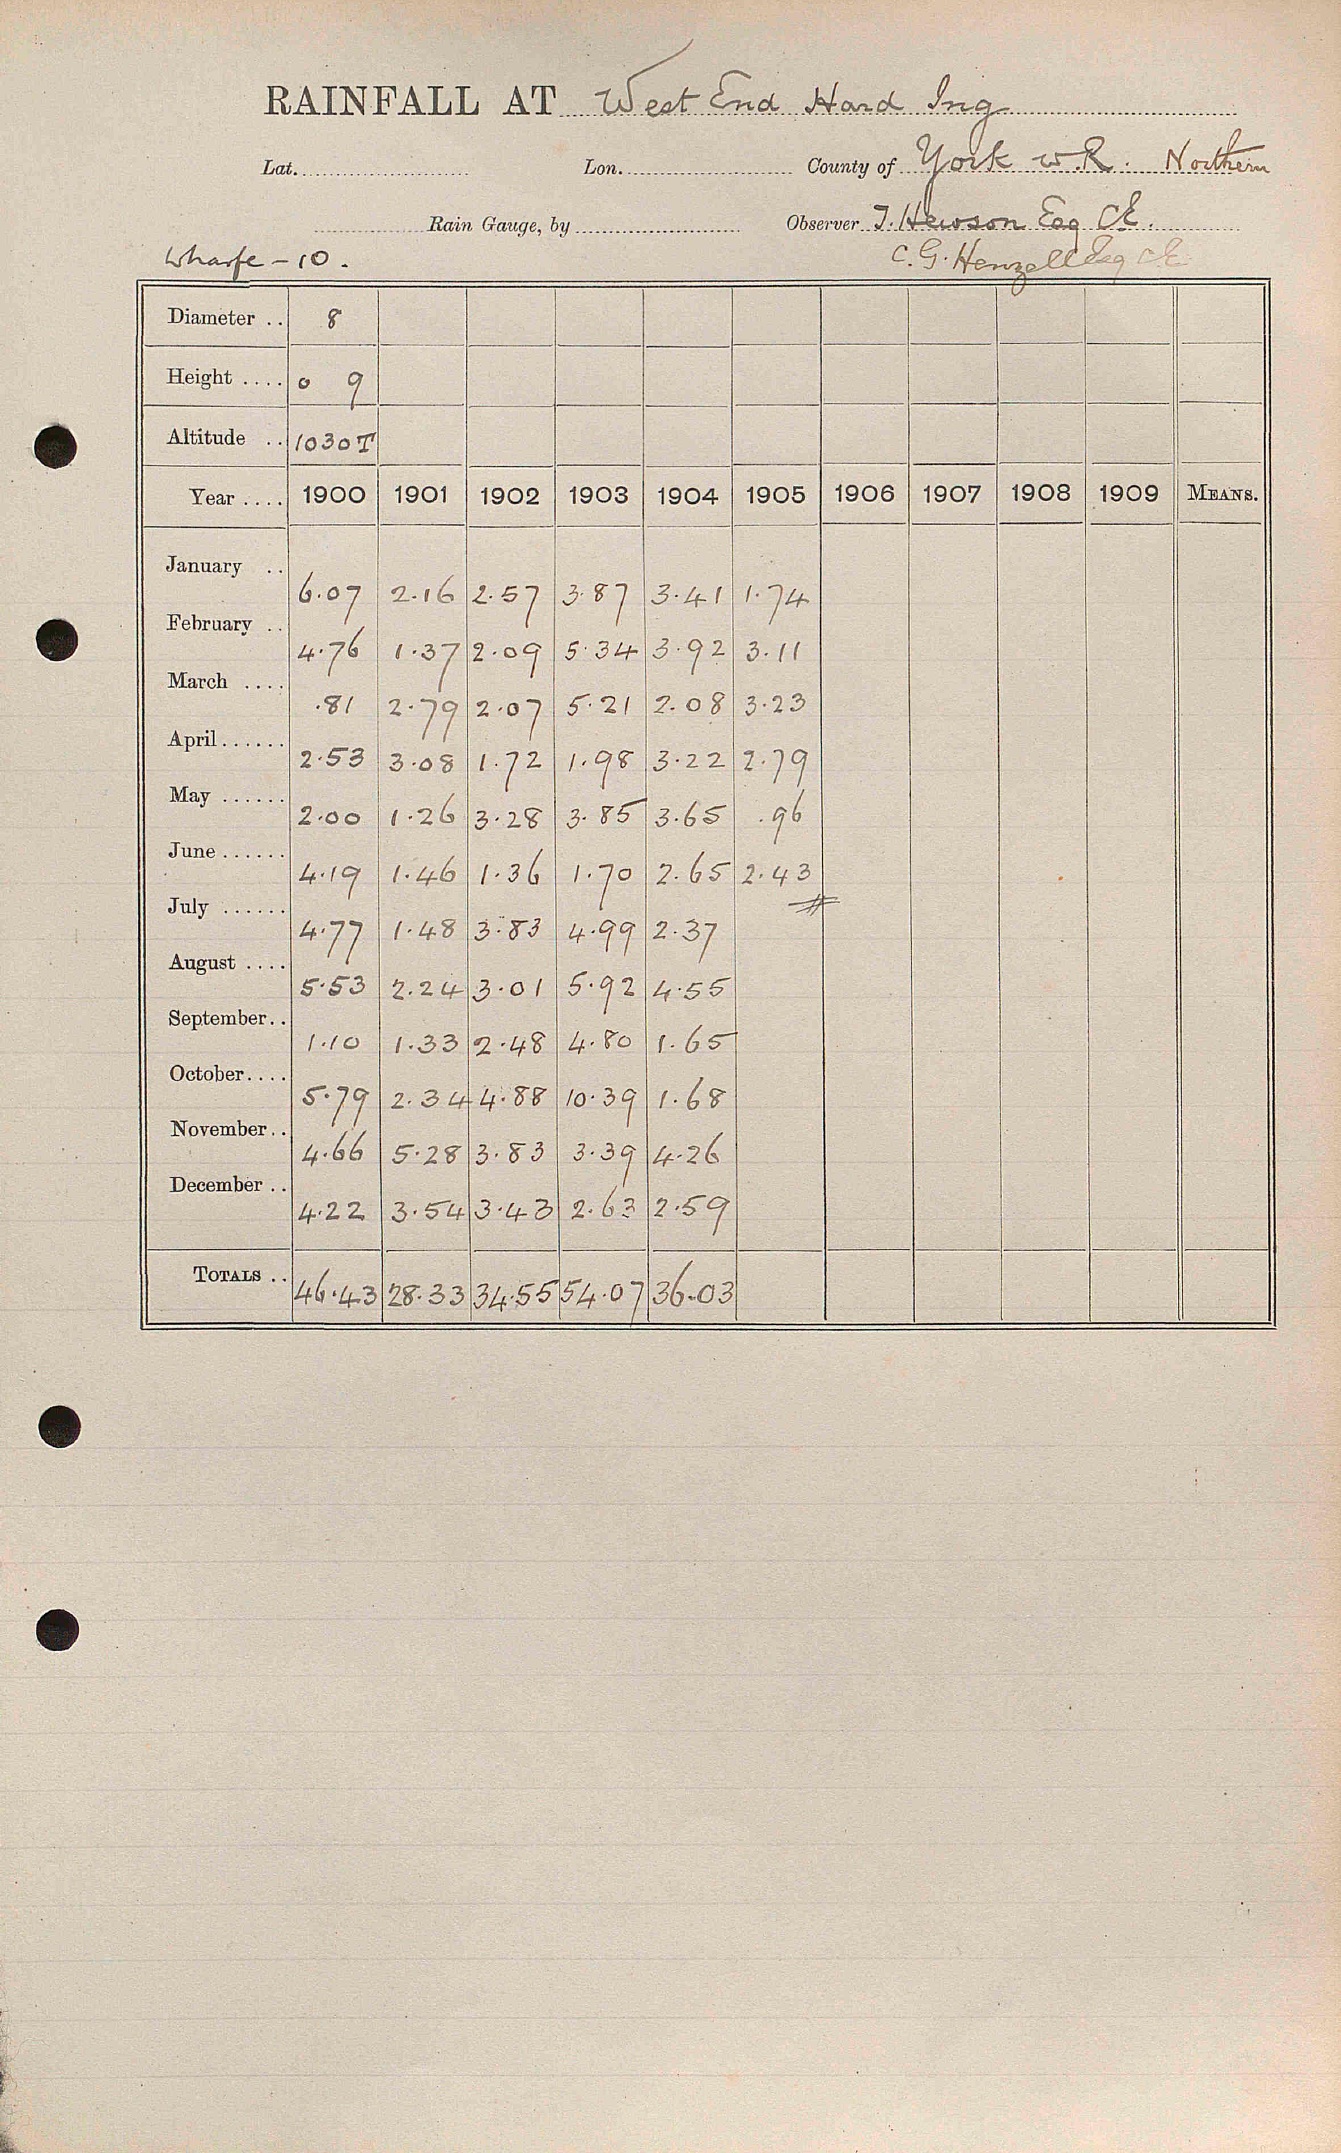 RAINFALL AT West End Hard Ing
Lat. Lon. County of York W.R. Northern
Rain Gauge, by Observer T. Hewson Esq CE.
Wharfe - 10. C. G. Henzell Esq CE
Diameter .. 8
Height .... 0 9
Altitude .. 1030T
Year .... 1900 1901 1902 1903 1904 1905 1906 1907 1908 1909 MEANS.
January .. 6.07 2.16 2.57 3.87 3.41 1.74
February .. 4.76 1.37 2.09 5.34 3.92 3.11
March .... .81 2.79 2.07 5.21 2.08 3.23
April...... 2.53 3.08 1.72 1.98 3.22 2.79
May ...... 2.00 1.26 3.28 3.85 3.65 .96
June ...... 4.19 1.46 1.36 1.70 2.65 2.43
July ...... 4.77 1.48 3.83 4.99 2.37
August .... 5.53 2.24 3.01 5.92 4.55
September.. 1.10 1.33 2.48 4.80 1.65
October.... 5.79 2.34 4.88 10.39 1.68
November.. 4.66 5.28 3.83 3.39 4.26
December .. 4.22 3.54 3.43 2.63 2.59
TOTALS .. 46.43 28.33 34.55 54.07 36.03